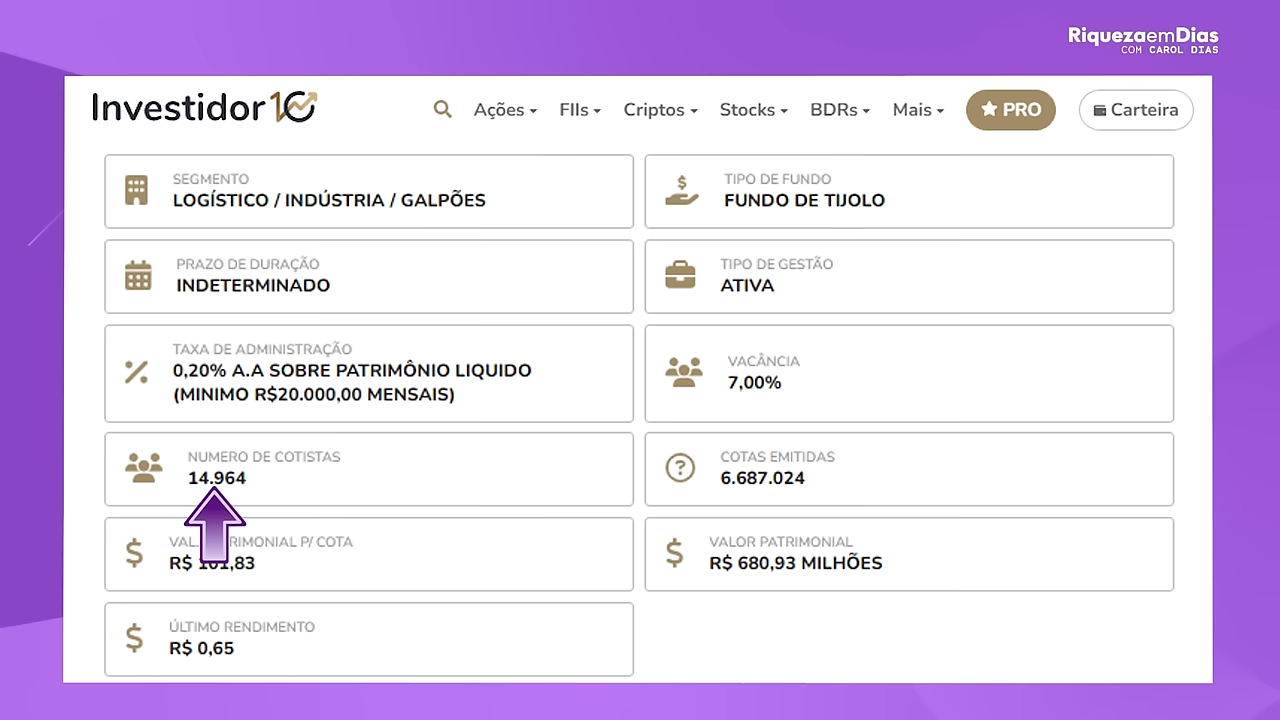 RiquezaemDias
COM CAROL DIAS
Investidor10
Ações
FIIs
Criptos
Stocks
BDRs
Mais
PRO
Carteira
SEGMENTO
LOGÍSTICO / INDÚSTRIA / GALPÕES
TIPO DE FUNDO
FUNDO DE TIJOLO
PRAZO DE DURAÇÃO
INDETERMINADO
TIPO DE GESTÃO
ATIVA
TAXA DE ADMINISTRAÇÃO
0,20% A.A SOBRE PATRIMÔNIO LIQUIDO
(MINIMO R$20.000,00 MENSAIS)
VACÂNCIA
7,00%
NUMERO DE COTISTAS
14.964
COTAS EMITIDAS
6.687.024
P/ COTA
R$ 101,83
VALOR PATRIMONIAL
R$ 680,93 MILHÕES
ÚLTIMO RENDIMENTO
R$ 0,65